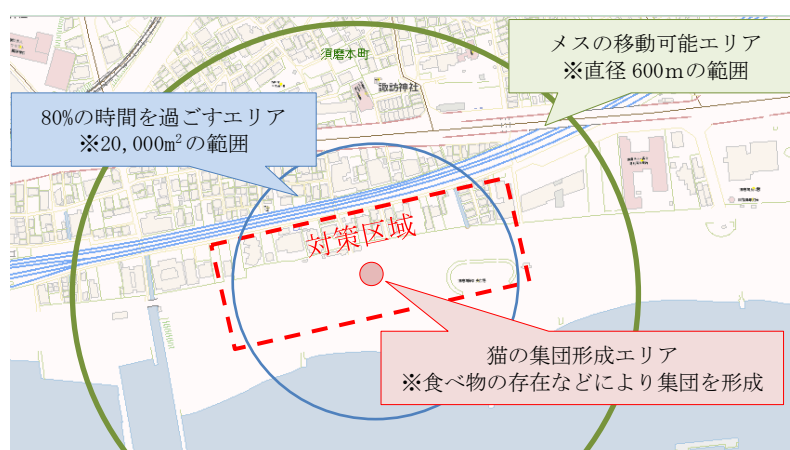 須磨本町
諏訪神社
メスの移動可能エリア
※直径 600ｍの範囲
80%の時間を過ごすエリア
※20,000㎡の範囲
対策区域
猫の集団形成エリア
※食べ物の存在などにより集団を形成